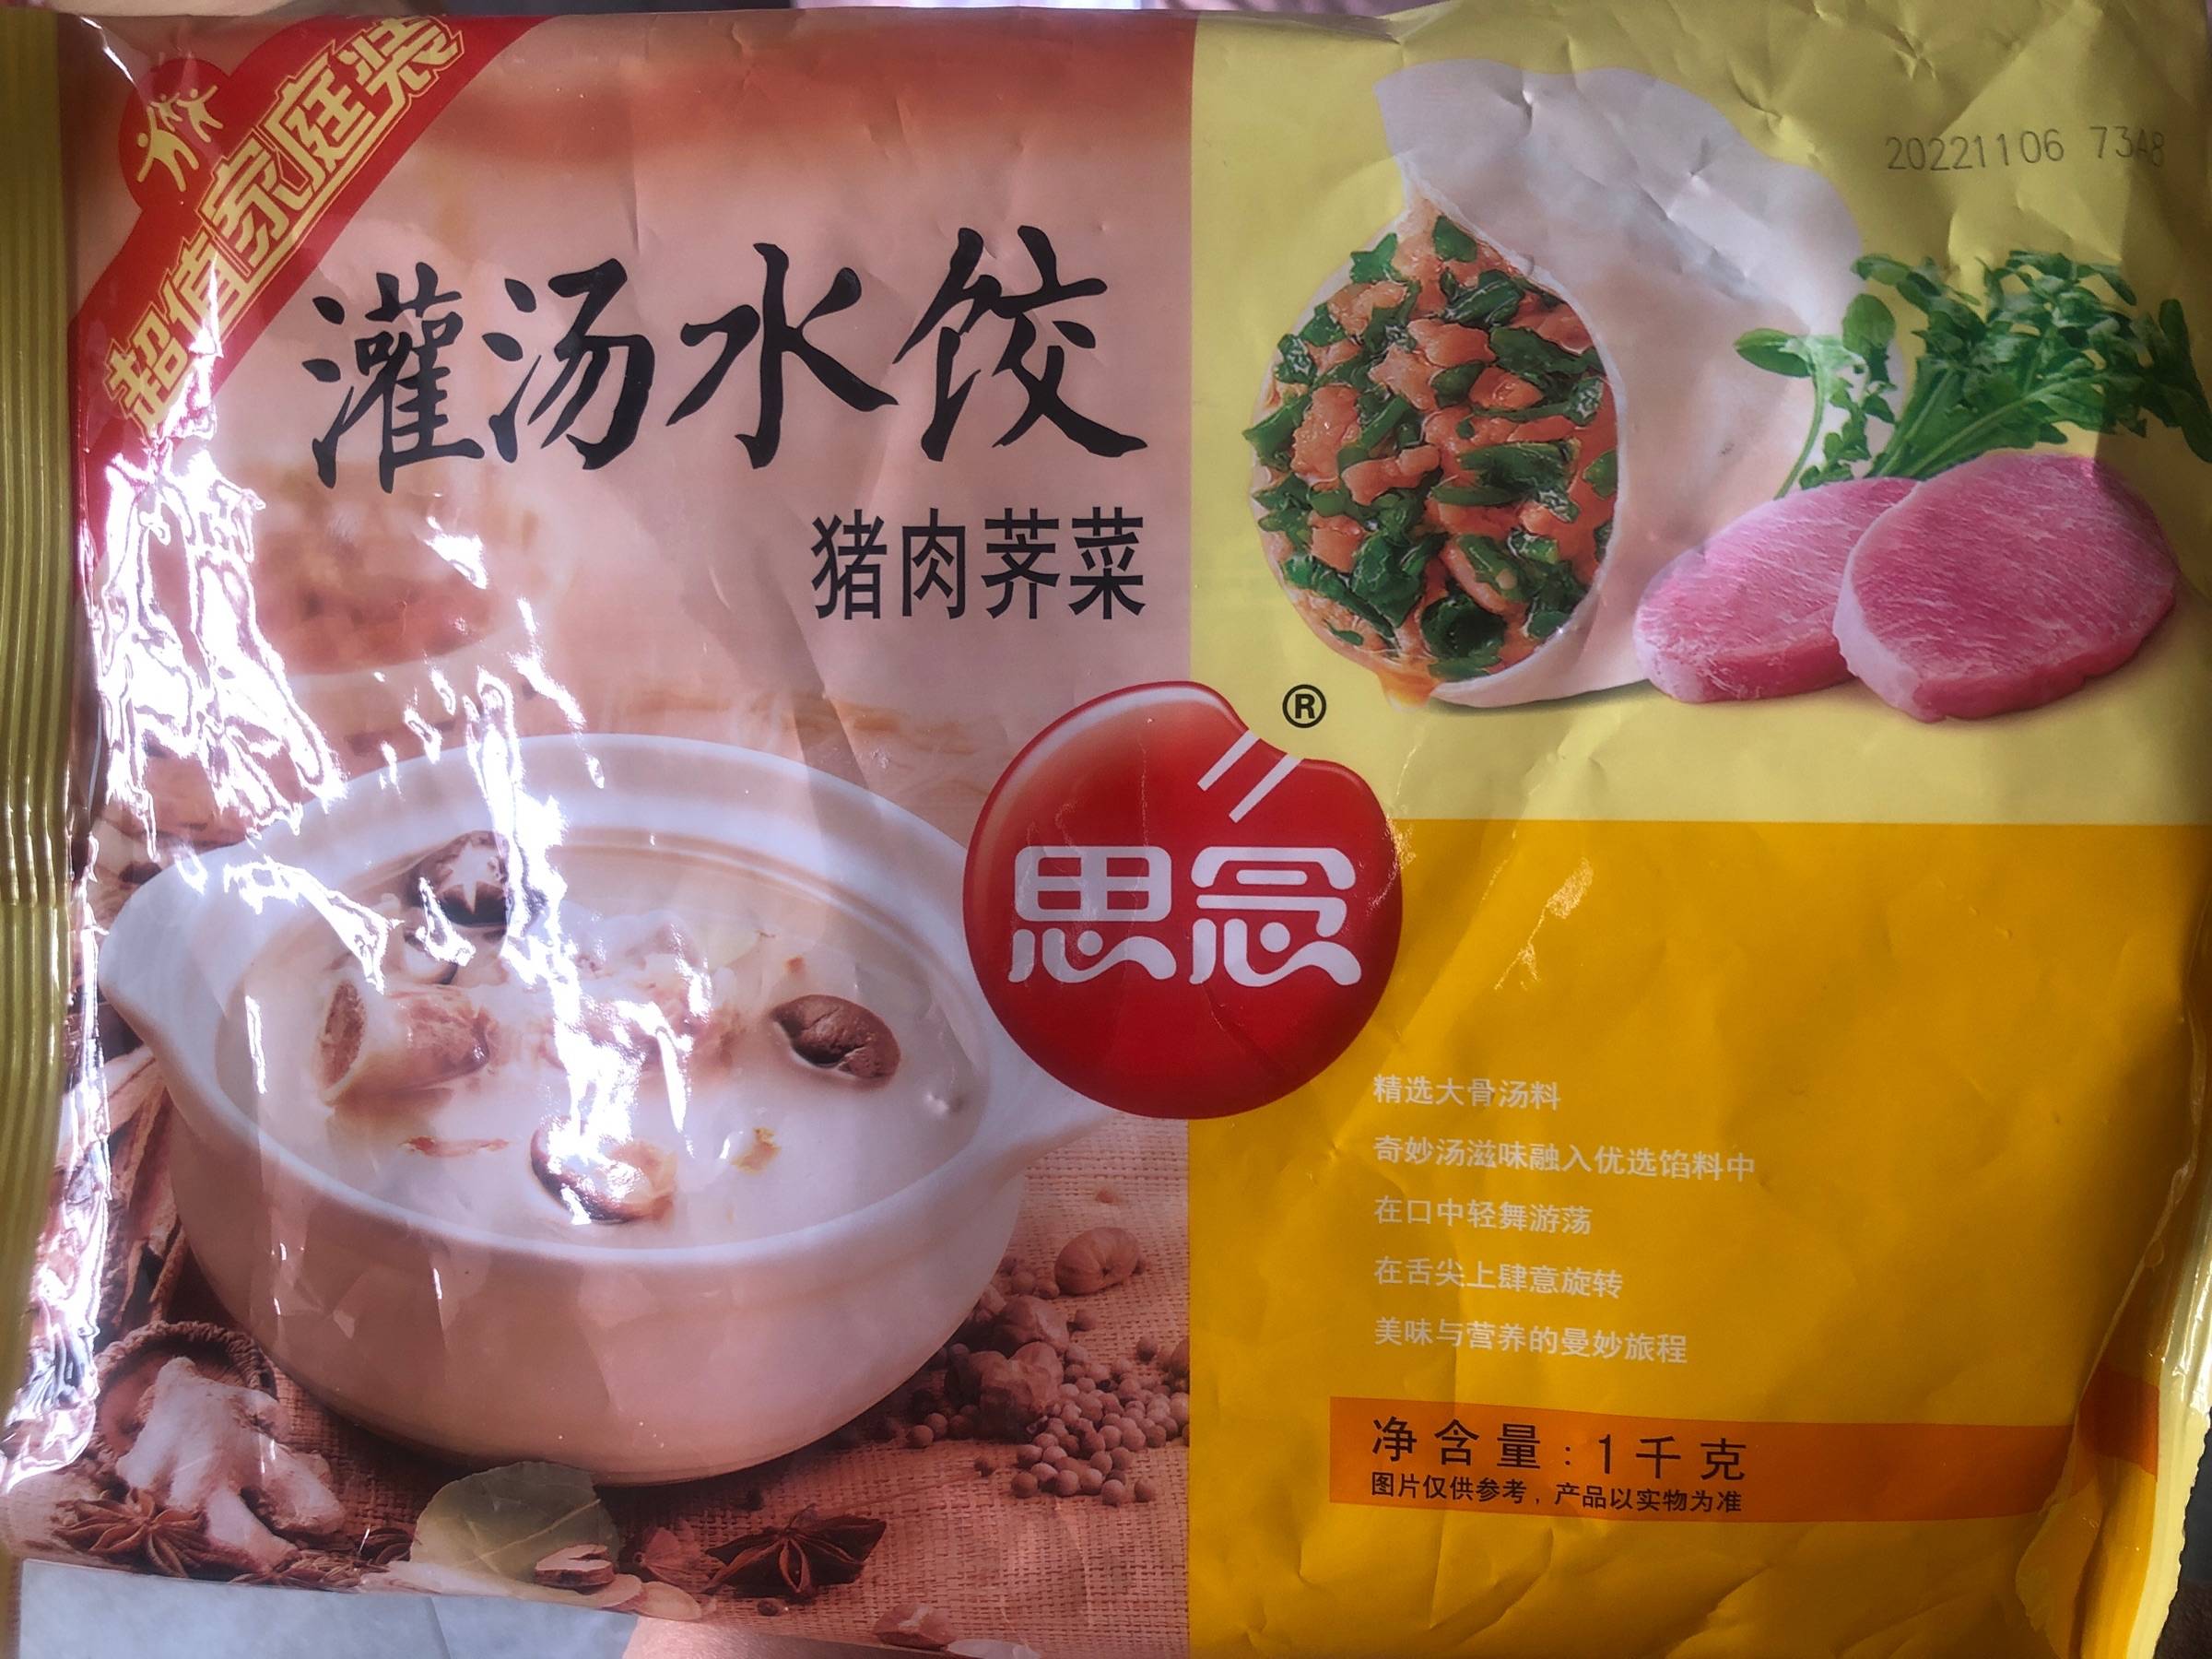 超值家庭装
20221106 73A8
灌汤水饺
猪肉荠菜
®
思念
精选大骨汤料
奇妙汤滋味融入优选馅料中
在口中轻舞游荡
在舌尖上肆意旋转
美味与营养的曼妙旅程
净含量:1千克
图片仅供参考,产品以实物为准